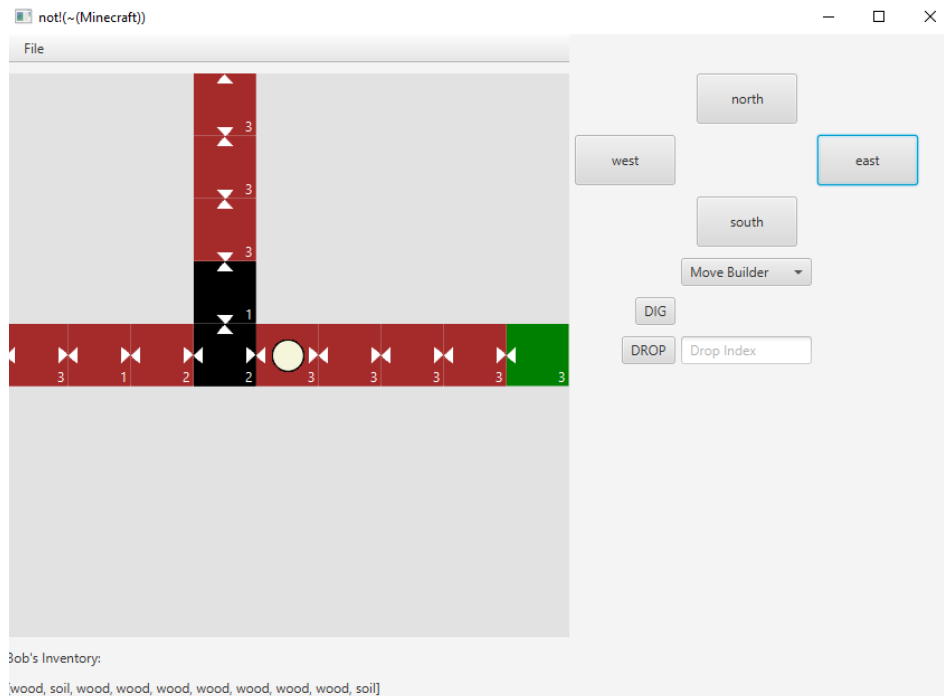 not!(~(Minecraft))
File
north
west
east
south
Move Builder
DIG
DROP Drop Index
3
3
3
1
3 1 2 2 3 3 3 3 3
Bob's Inventory:
[wood, soil, wood, wood, wood, wood, wood, wood, wood, soil]